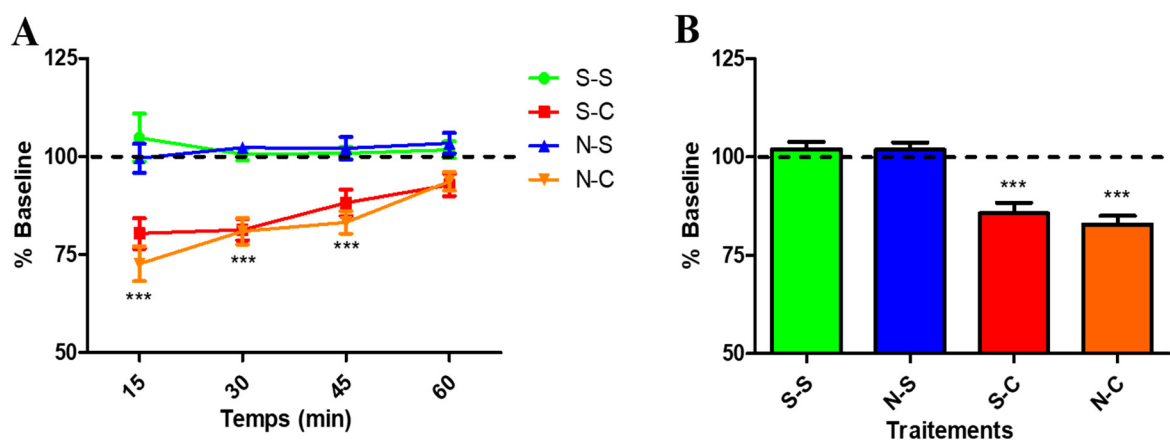 A
% Baseline
125
100
75
50
15
30
45
60
Temps (min)
***
***
***
S-S
S-C
N-S
N-C
B
% Baseline
125
100
75
50
***
***
S-S
N-S
S-C
N-C
Traitements